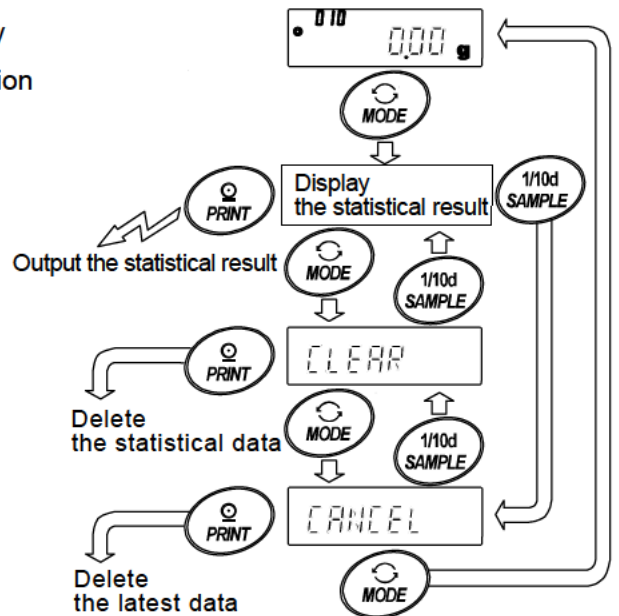 010
0.00 g
MODE
Display
the statistical result
PRINT
1/10d
SAMPLE
Output the statistical result
MODE
1/10d
SAMPLE
PRINT
CLEAR
Delete
the statistical data
MODE
1/10d
SAMPLE
PRINT
CANCEL
Delete
the latest data
MODE